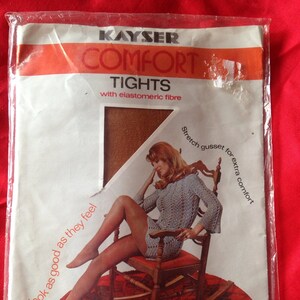 KAYSER
COMFORT
TIGHTS
with elastomeric fibre
Stretch gusset for extra comfort
ok as good as they feel